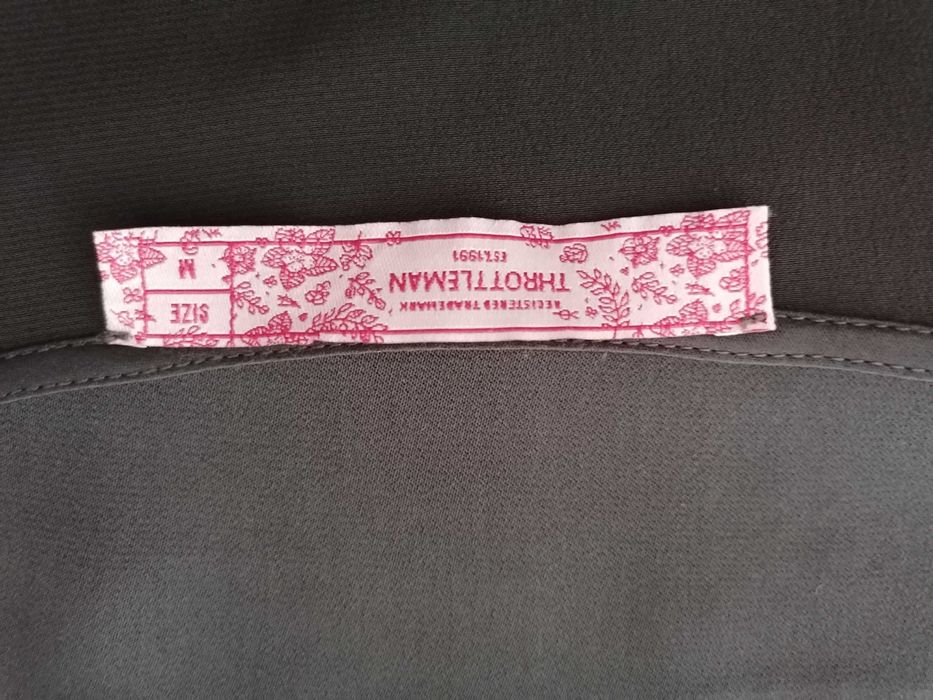 REGISTERED TRADEMARK
THROTTLEMAN
EST.1991
SIZE
M